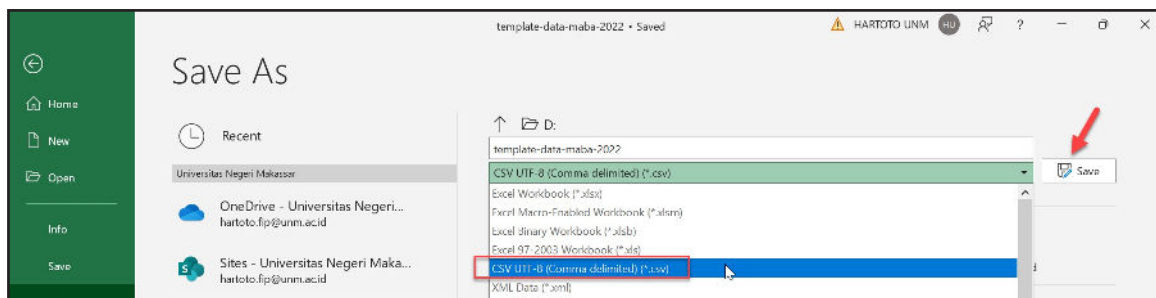 template-data-maba-2022 • Saved
HARTOTO UNM
HU
?
Save As
Home
New
Open
Info
Save
Recent
Universitas Negeri Makassar
OneDrive - Universitas Negeri...
hartoto.fip@unm.ac.id
Sites - Universitas Negeri Maka...
hartoto.fip@unm.ac.id
D:
template-data-maba-2022
CSV UTF-8 (Comma delimited) (*.csv)
Save
Excel Workbook (*.xlsx)
Excel Macro-Enabled Workbook (*.xlsm)
Excel Binary Workbook (*.xlsb)
Excel 97-2003 Workbook (*.xls)
CSV UTF-8 (Comma delimited) (*.csv)
XML Data (*.xml)